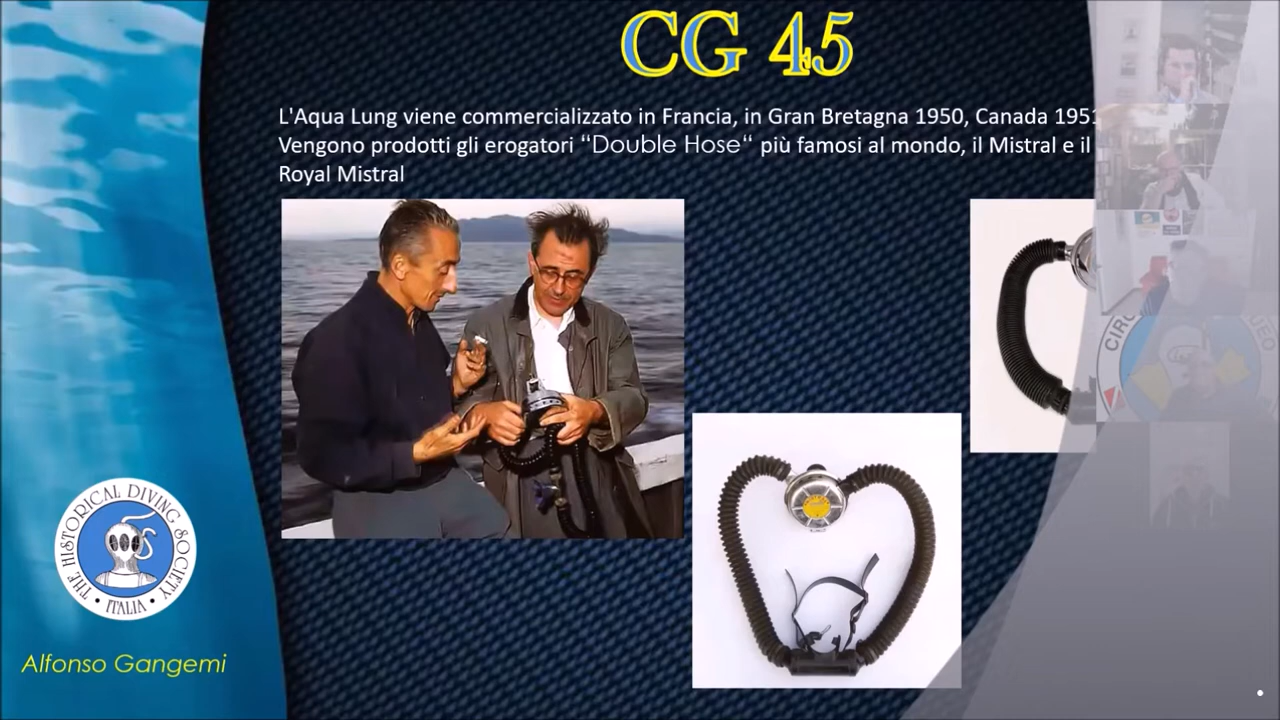 CG 45
L'Aqua Lung viene commercializzato in Francia, in Gran Bretagna 1950, Canada 1951
Vengono prodotti gli erogatori “Double Hose“ più famosi al mondo, il Mistral e il
Royal Mistral
THE HISTORICAL DIVING SOCIETY
• ITALIA •
Alfonso Gangemi